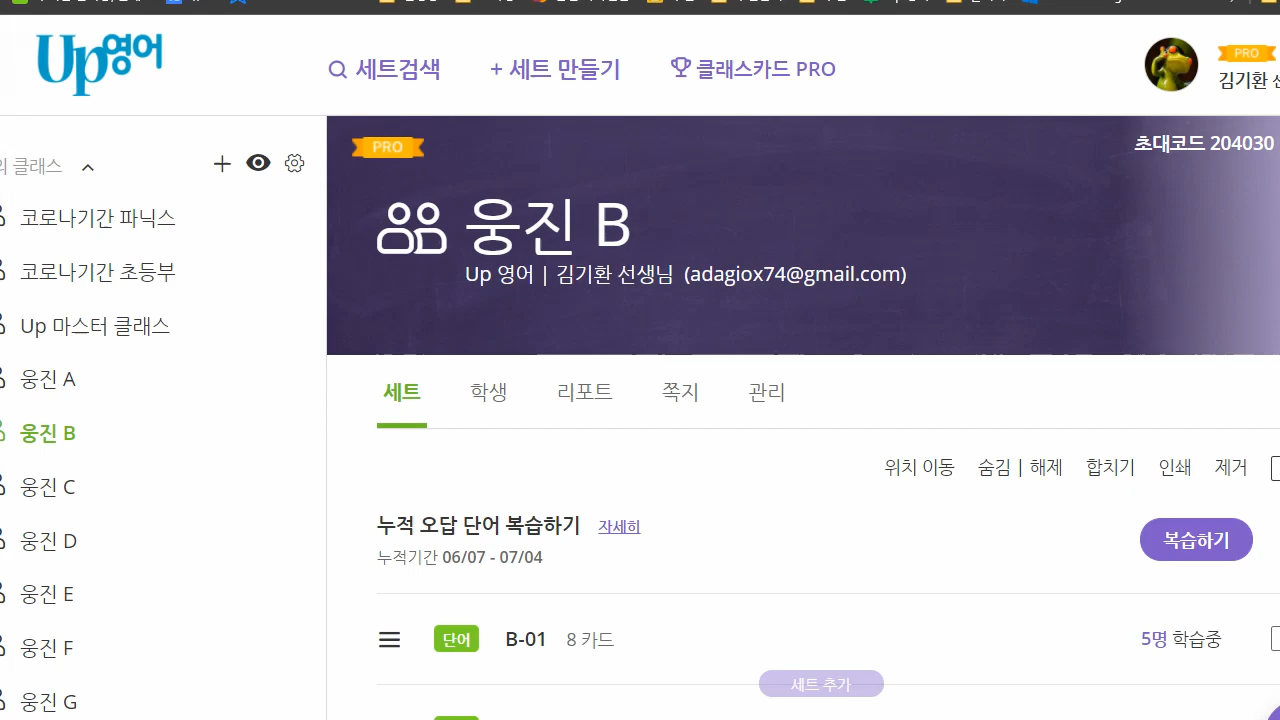 Up영어
세트검색
+ 세트 만들기
클래스카드 PRO
PRO
김기환
의 클래스
코로나기간 파닉스
코로나기간 초등부
Up 마스터 클래스
웅진 A
웅진 B
웅진 C
웅진 D
웅진 E
웅진 F
웅진 G
PRO
초대코드 204030
웅진 B
Up 영어 | 김기환 선생님 (adagiox74@gmail.com)
세트 학생 리포트 쪽지 관리
위치 이동 숨김 | 해제 합치기 인쇄 제거
누적 오답 단어 복습하기 자세히
누적기간 06/07 - 07/04
복습하기
단어 B-01 8 카드
5명 학습중
세트 추가